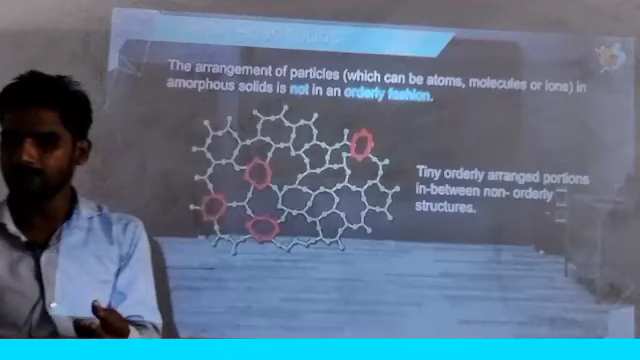 The arrangement of particles (which can be atoms, molecules or ions) in
amorphous solids is not in an orderly fashion.
Tiny orderly arranged portions
in-between non- orderly
structures.